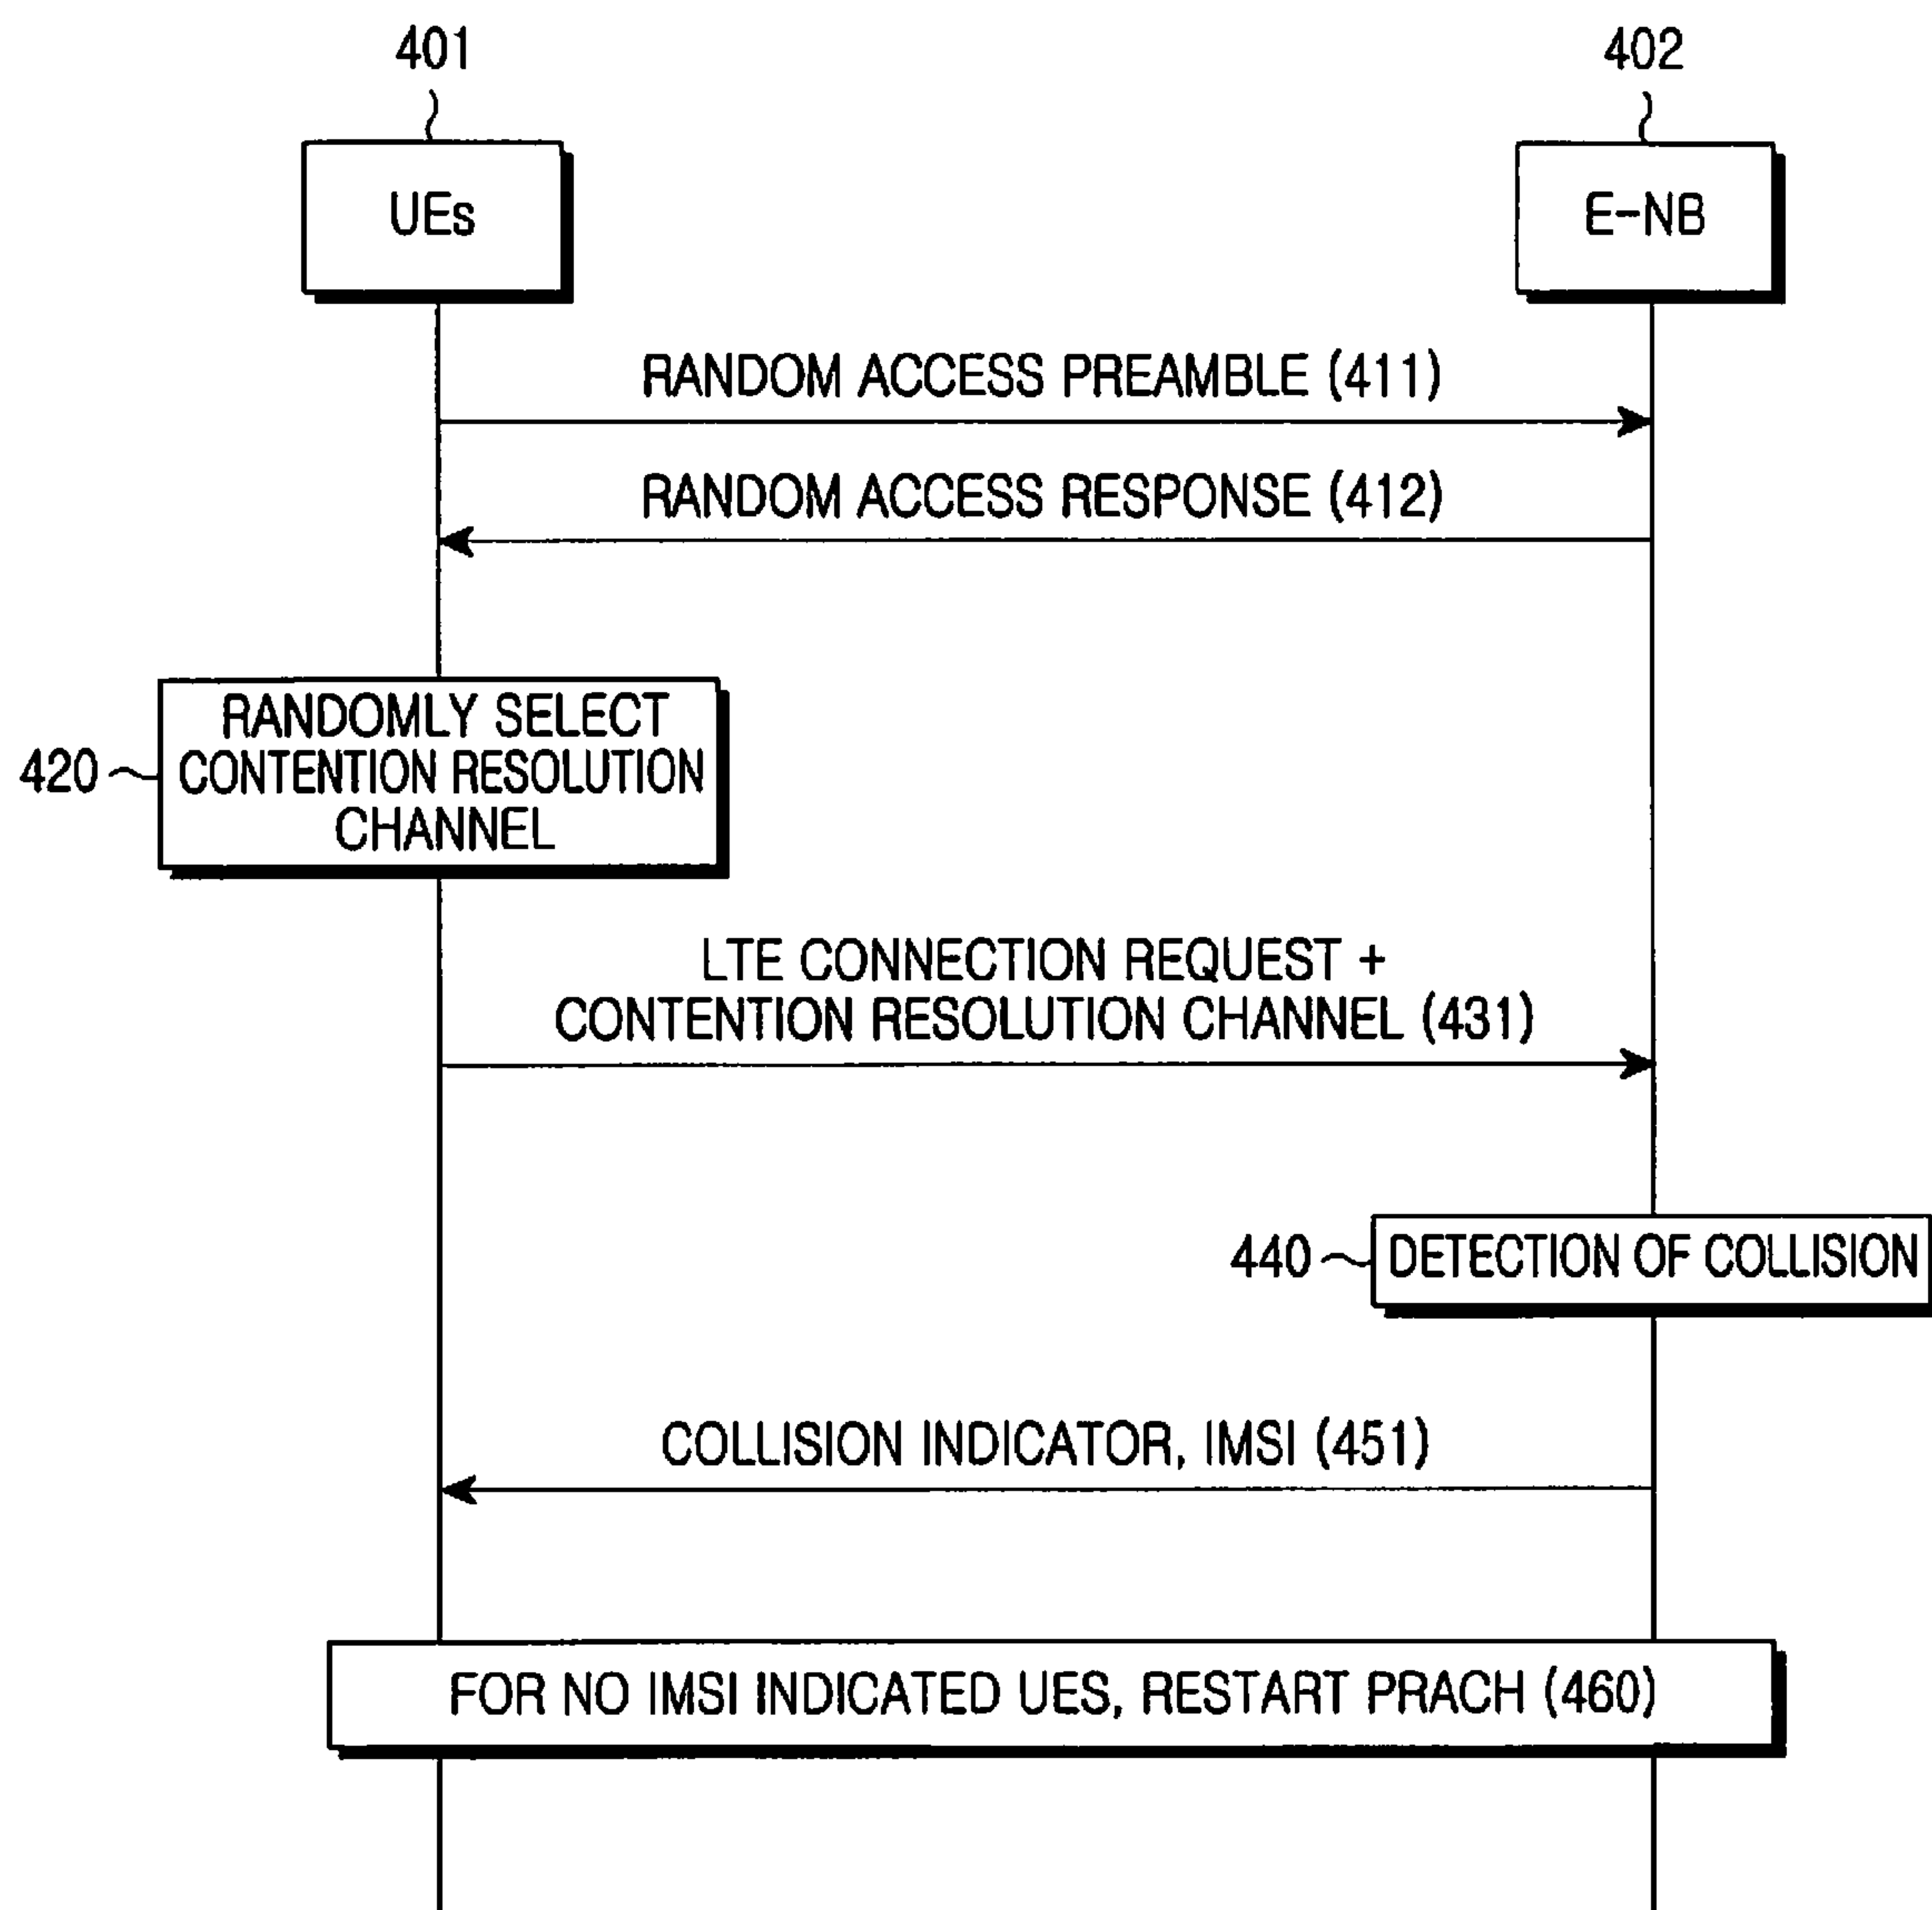 401
402
UEs
E-NB
RANDOM ACCESS PREAMBLE (411)
RANDOM ACCESS RESPONSE (412)
RANDOMLY SELECT
CONTENTION RESOLUTION
CHANNEL
420
LTE CONNECTION REQUEST +
CONTENTION RESOLUTION CHANNEL (431)
440
DETECTION OF COLLISION
COLLISION INDICATOR, IMSI (451)
FOR NO IMSI INDICATED UES, RESTART PRACH (460)